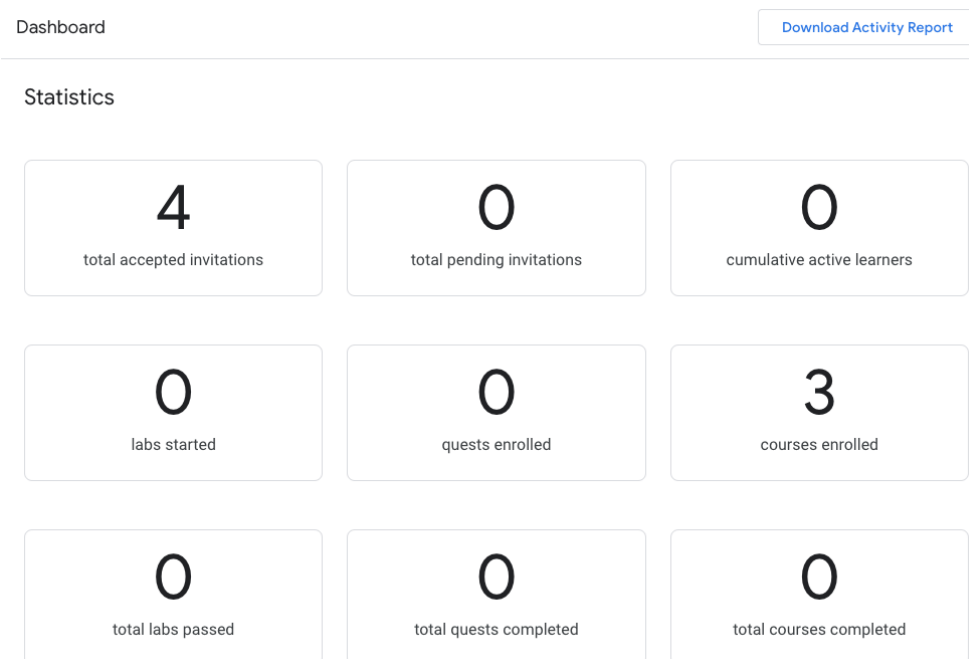 Dashboard
Download Activity Report
Statistics
4
total accepted invitations
0
total pending invitations
0
cumulative active learners
0
labs started
0
quests enrolled
3
courses enrolled
0
total labs passed
0
total quests completed
0
total courses completed